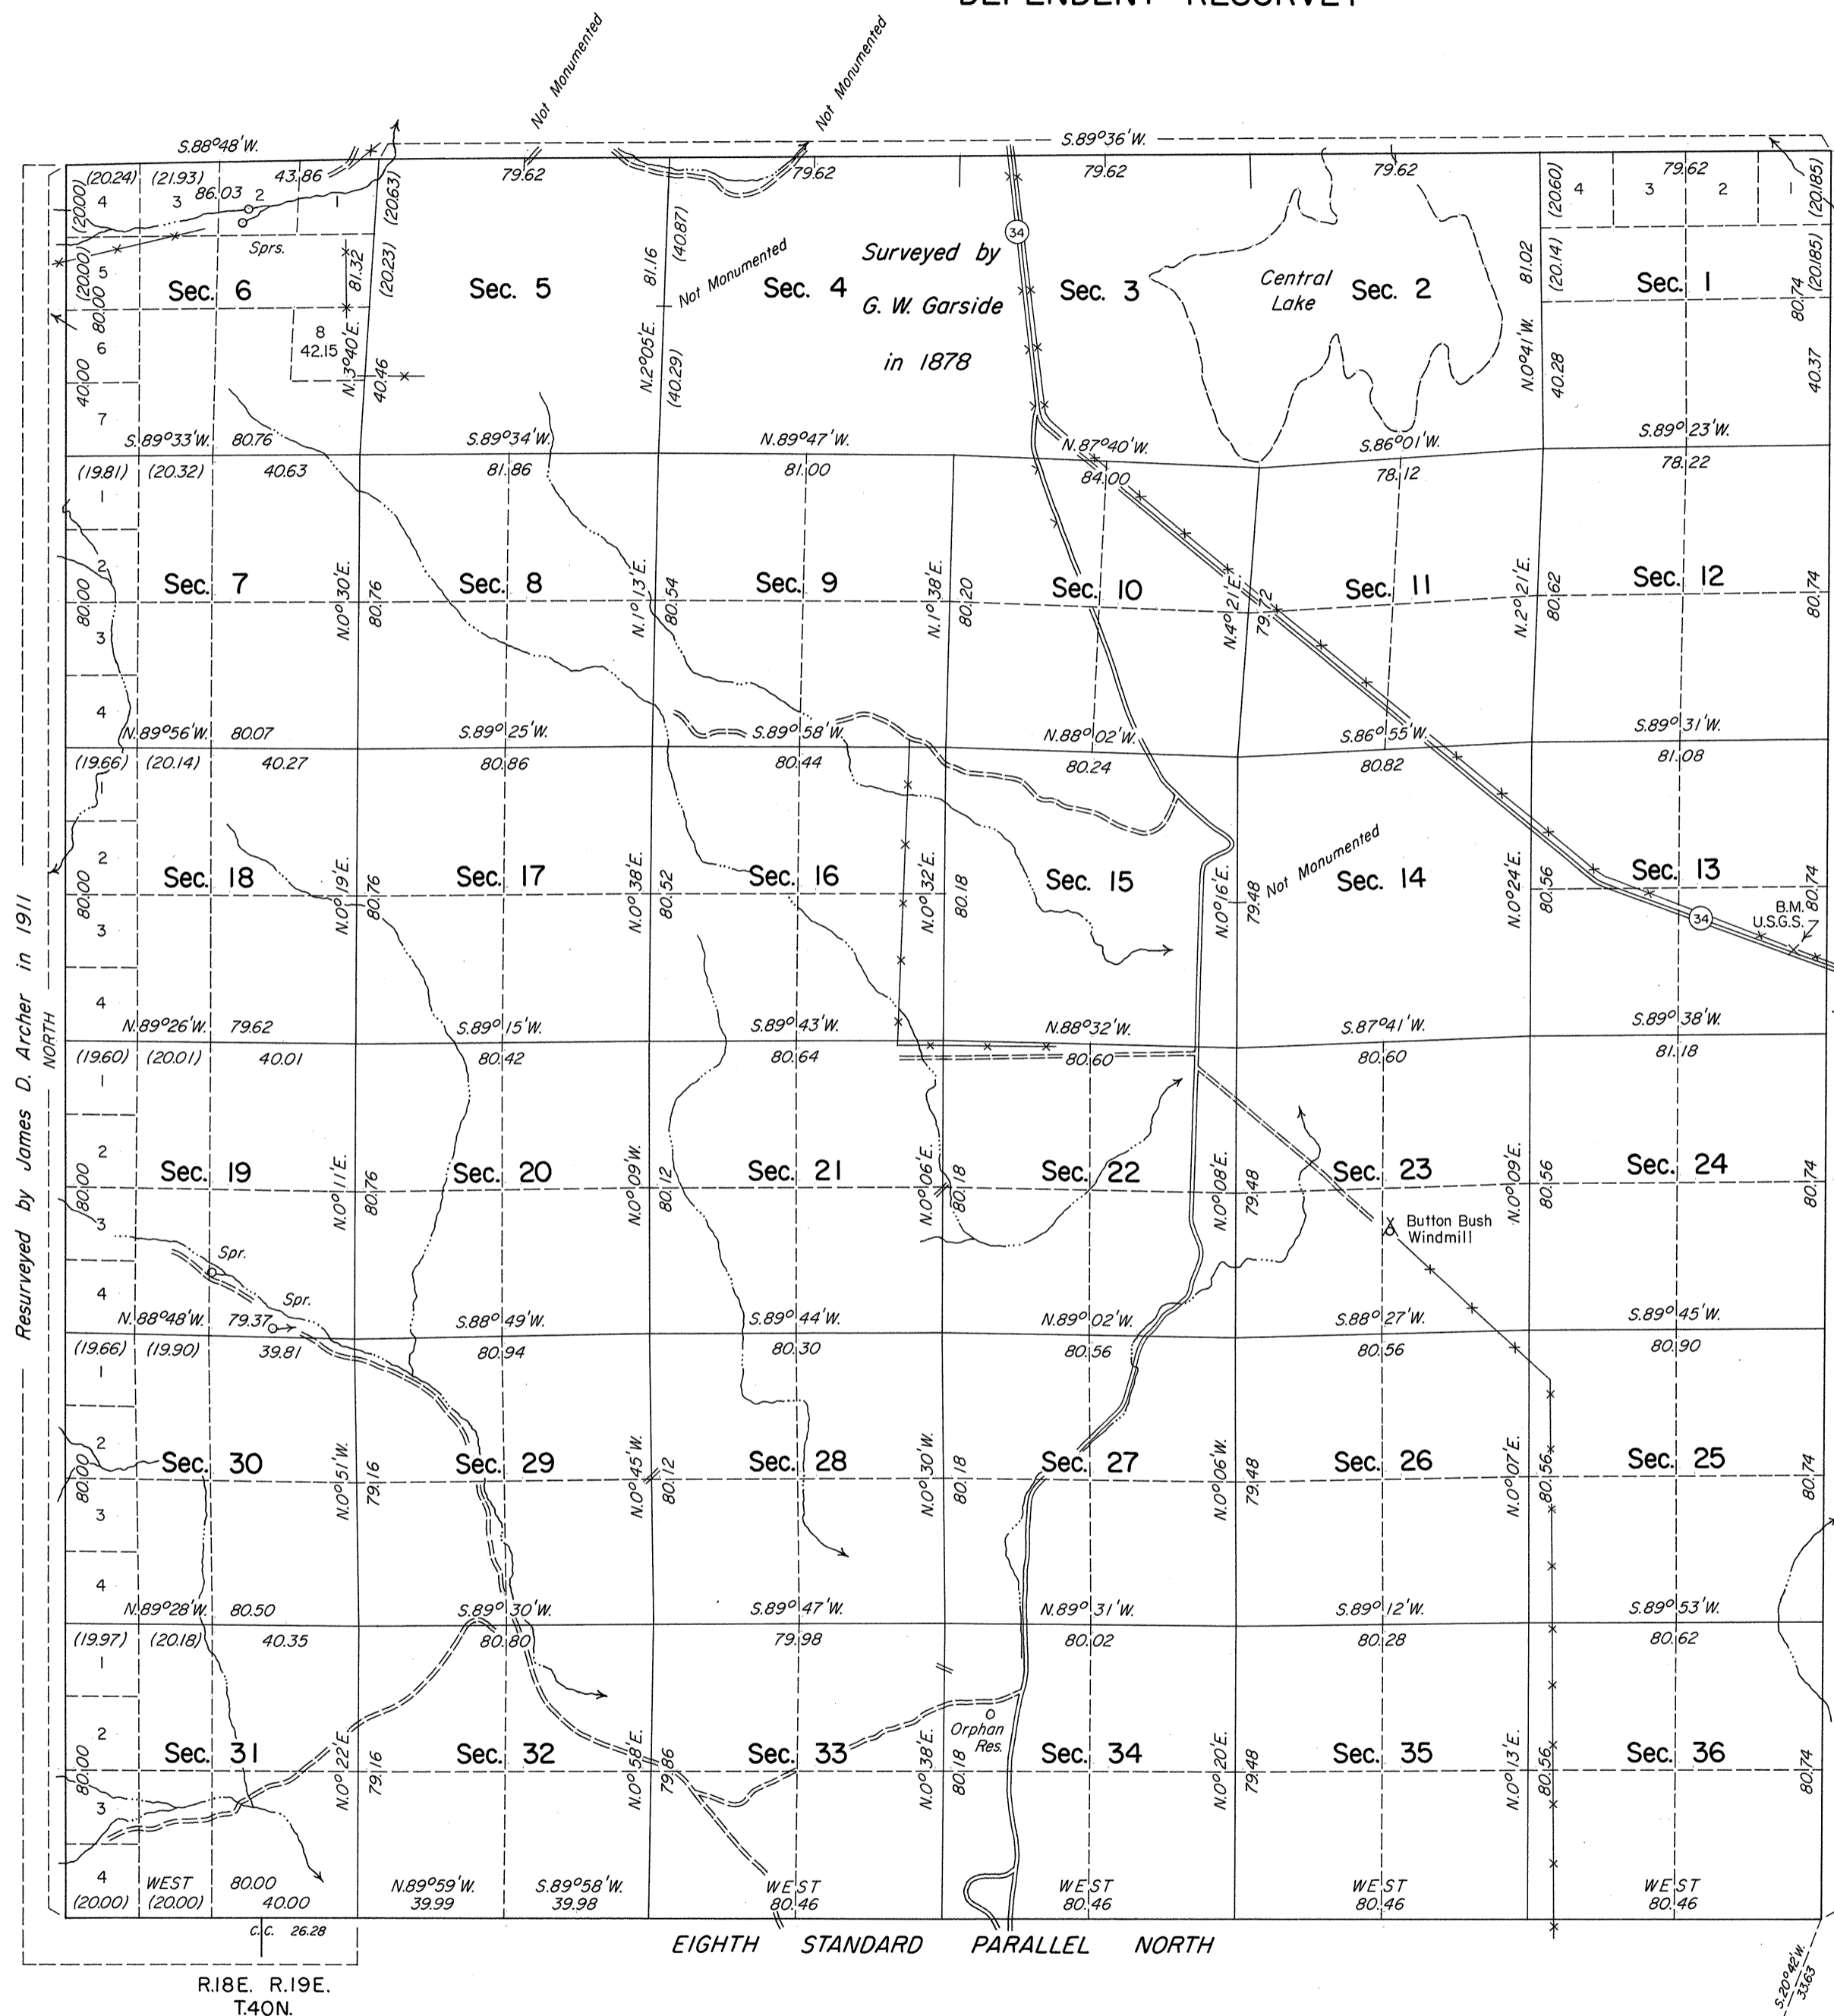 DEPENDENT RESURVEY
Not Monumented
Not Monumented
S.88°48'W.
S.89°36'W.
(20.24) (21.93) 43.86 79.62 79.62 79.62 79.62 79.62
4 3 86.03 2 1
4 3 2 1
(20.00) (20.63) (20.60) (20.185)
Sprs.
(20.00) 5 81.32 (20.23) 81.16 (40.87) 81.02 (20.14) (20.185)
Not Monumented
Surveyed by
G. W. Garside
in 1878
34
Central
Lake
Sec. 6 Sec. 5 Sec. 4 Sec. 3 Sec. 2 Sec. 1
80.00 80.74
8
42.15
6
40.00 N.3°40'E. 40.46 N.2°05'E. (40.29) N.0°41'W. 40.28 40.37
7
S.89°33'W. 80.76 S.89°34'W. N.89°47'W. N.87°40'W. S.86°01'W. S.89°23'W.
(19.81) (20.32) 40.63 81.86 81.00 84.00 78.12 78.22
1
2
Sec. 7 Sec. 8 Sec. 9 Sec. 10 Sec. 11 Sec. 12
80.00 N.0°30'E. 80.76 N.1°13'E. 80.54 N.1°38'E. 80.20 N.4°21'E. 79.72 N.2°21'E. 80.62 80.74
3
4
N.89°56'W. 80.07 S.89°25'W. S.89°58'W. N.88°02'W. S.86°55'W. S.89°31'W.
(19.66) (20.14) 40.27 80.86 80.44 80.24 80.82 81.08
1
2
Not Monumented
Sec. 18 Sec. 17 Sec. 16 Sec. 15 Sec. 14 Sec. 13
80.00 N.0°19'E. 80.76 N.0°38'E. 80.52 N.0°32'E. 80.18 N.0°16'E. 79.48 N.0°24'E. 80.56 80.74
34
B.M.
U.S.G.S.
3
4
N.89°26'W. 79.62 S.89°15'W. S.89°43'W. N.88°32'W. S.87°41'W. S.89°38'W.
(19.60) (20.01) 40.01 80.42 80.64 80.60 80.60 81.18
1
2
Sec. 19 Sec. 20 Sec. 21 Sec. 22 Sec. 23 Sec. 24
80.00 N.0°11'E. 80.76 N.0°09'W. 80.12 N.0°06'E. 80.18 N.0°08'E. 79.48 N.0°09'E. 80.56 80.74
3
Button Bush
Windmill
Spr.
4
Spr.
N.88°48'W. 79.37 S.88°49'W. S.89°44'W. N.89°02'W. S.88°27'W. S.89°45'W.
(19.66) (19.90) 39.81 80.94 80.30 80.56 80.56 80.90
1
2
Sec. 30 Sec. 29 Sec. 28 Sec. 27 Sec. 26 Sec. 25
80.00 N.0°51'W. 79.16 N.0°45'W. 80.12 N.0°30'W. 80.18 N.0°06'W. 79.48 N.0°07'E. 80.56 80.74
3
4
N.89°28'W. 80.50 S.89°30'W. S.89°47'W. N.89°31'W. S.89°12'W. S.89°53'W.
(19.97) (20.18) 40.35 80.80 79.98 80.02 80.28 80.62
1
2
Orphan
Res.
Sec. 31 Sec. 32 Sec. 33 Sec. 34 Sec. 35 Sec. 36
80.00 N.0°22'E. 79.16 N.0°58'E. 79.86 N.0°38'E. 80.18 N.0°20'E. 79.48 N.0°13'E. 80.56 80.74
3
4
WEST 80.00 N.89°59'W. S.89°58'W. WEST WEST WEST WEST
(20.00) (20.00) 40.00 39.99 39.98 80.46 80.46 80.46 80.46
C.C. 26.28
EIGHTH STANDARD PARALLEL NORTH
R.18E. R.19E.
T.40N.
S.20°42'W.
33.63
Resurveyed by James D. Archer in 1911
NORTH